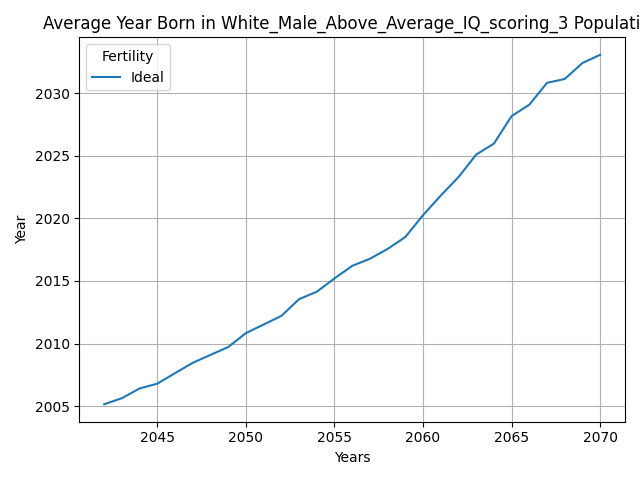 Average Year Born in White_Male_Above_Average_IQ_scoring_3 Populati
Fertility
Ideal
Year
2030
2025
2020
2015
2010
2005
2045 2050 2055 2060 2065 2070
Years